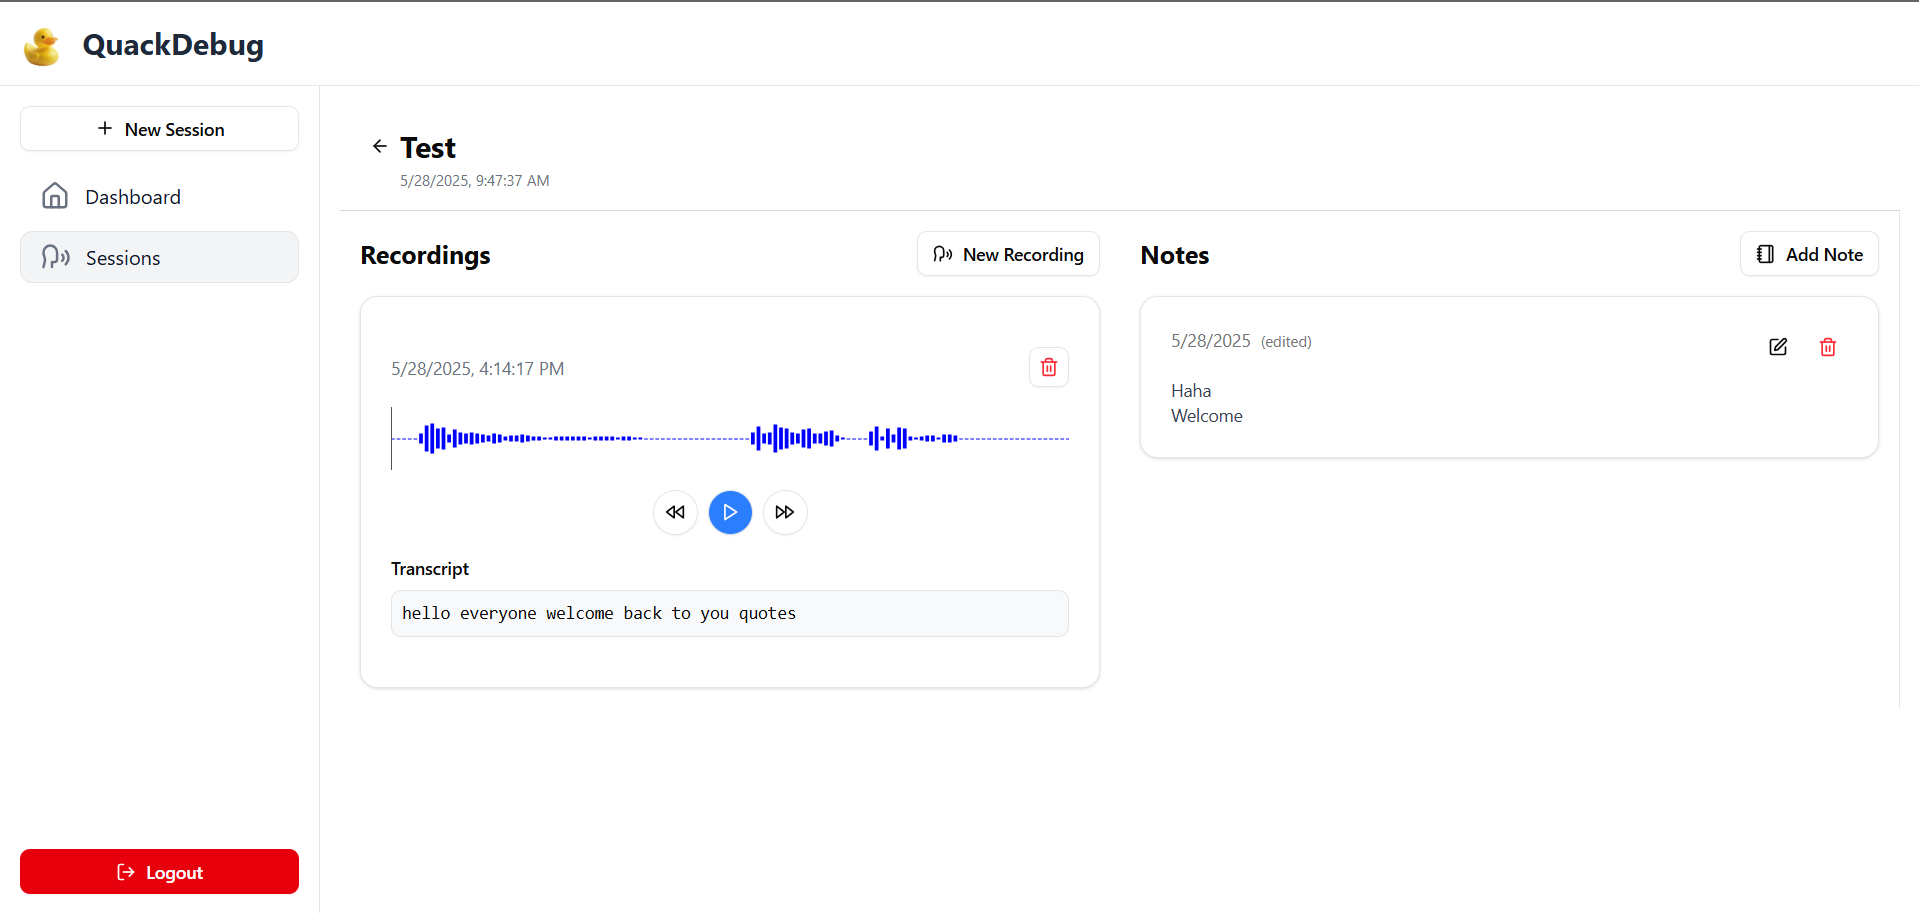 QuackDebug
New Session
Dashboard
Sessions
Logout
Test
5/28/2025, 9:47:37 AM
Recordings
New Recording
5/28/2025, 4:14:17 PM
Transcript
hello everyone welcome back to you quotes
Notes
Add Note
5/28/2025 (edited)
Haha
Welcome